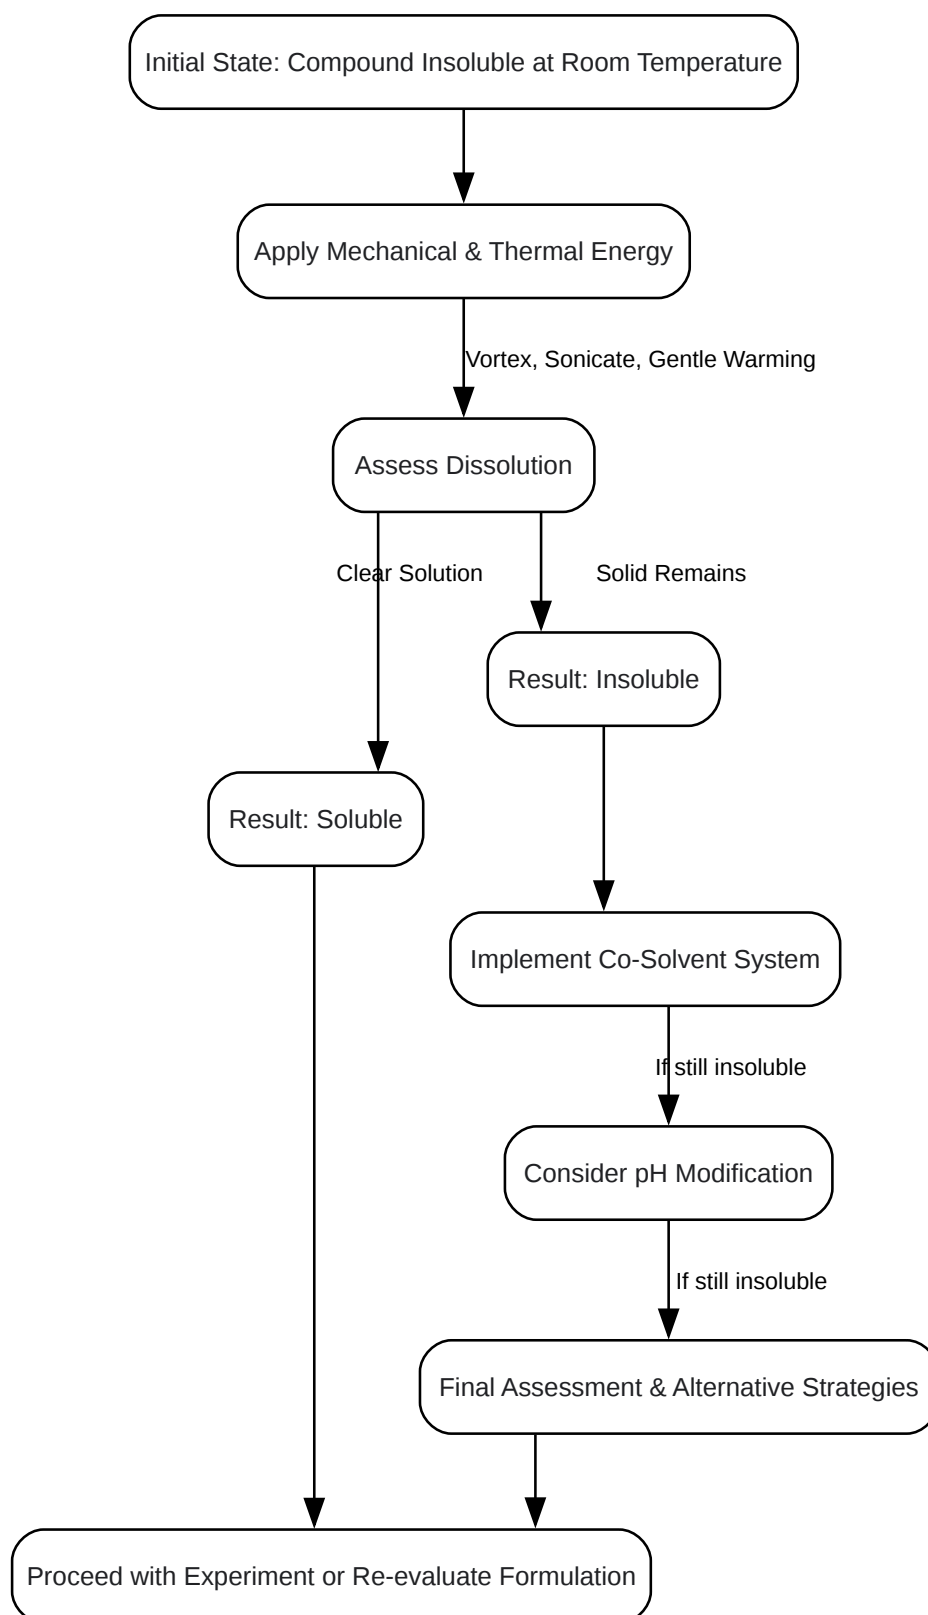 Initial State: Compound Insoluble at Room Temperature
Apply Mechanical & Thermal Energy
Vortex, Sonicate, Gentle Warming
Assess Dissolution
Clear Solution
Solid Remains
Result: Insoluble
Result: Soluble
Implement Co-Solvent System
If still insoluble
Consider pH Modification
If still insoluble
Final Assessment & Alternative Strategies
Proceed with Experiment or Re-evaluate Formulation